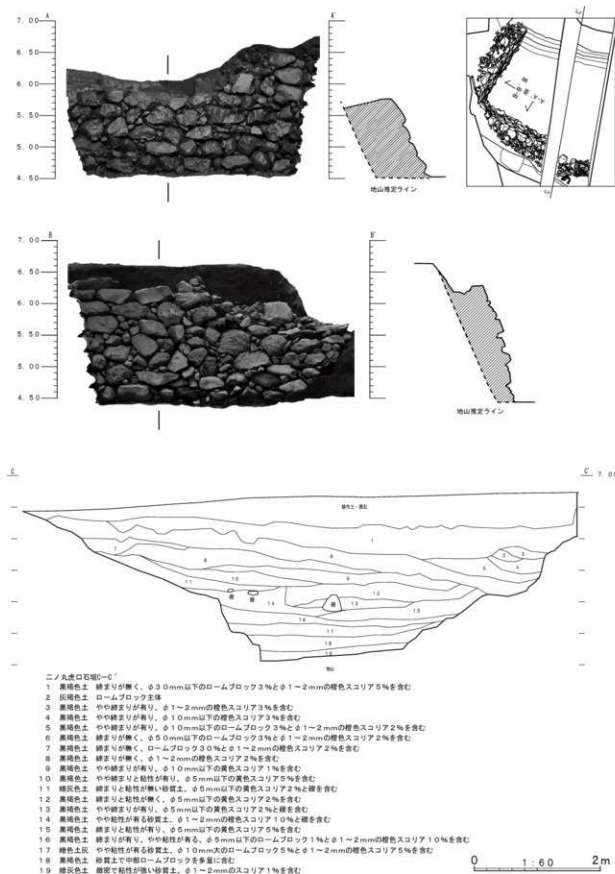 A A'
7.00
6.50
6.00
5.50
5.00
4.50
地山推定ライン
B B'
7.00
6.50
6.00
5.50
5.00
4.50
地山推定ライン
C C' 7.00
1
7 6 3 2
8 5 4
11 10 9
12
14 13 15
16
17
18
19
地山
二ノ丸虎口石垣C―C'
1 黒褐色土 締まりが無く、φ30mm以下のロームブロック3%とφ1~2mmの橙色スコリア5%を含む
2 灰褐色土 ロームブロック主体
3 黒褐色土 やや締まりが有り、φ1~2mmの橙色スコリア3%を含む
4 黒褐色土 締まりが有り、φ10mm以下の橙色スコリア3%を含む
5 黒褐色土 やや締まりが有り、φ10mm以下のロームブロック3%とφ1~2mmの橙色スコリア2%を含む
6 黒褐色土 締まりが無く、φ50mm以下のロームブロック3%とφ1~2mmの橙色スコリア2%を含む
7 黒褐色土 締まりが無く、ロームブロック30%とφ1~2mmの橙色スコリア2%を含む
8 黒褐色土 締まりが無く、φ1~2mmの橙色スコリア2%を含む
9 黒褐色土 締まりが有り、φ10mm以下の黄色スコリア1%を含む
10 黒褐色土 やや締まりと粘性が有り、φ5mm以下の黄色スコリア5%を含む
11 暗灰色土 締まりと粘性が無い砂質土、φ5mm以下の黄色スコリア2%と礫を含む
12 黒褐色土 締まりと粘性が無く、φ5mm以下の黄色スコリア2%を含む
13 黒褐色土 やや締まりが有り、φ5mm以下の黄色スコリア2%と礫を含む
14 黒褐色土 やや粘性が有る砂質土、φ1~2mmの橙色スコリア10%と礫を含む
15 黒褐色土 締まりと粘性が有り、φ5mm以下の黄色スコリア5%を含む
16 黒褐色土 締まりが有り、やや粘性が有る、φ5mm以下のロームブロック1%とφ1~2mmの橙色スコリア10%を含む
17 暗色土灰 やや粘性が有る砂質土、φ10mm大のロームブロック5%とφ1~2mmの橙色スコリア5%を含む
18 黒褐色土 砂質土で中部ロームブロックを多量に含む
19 暗灰色土 緻密で粘性が強い砂質土、φ1~2mmのスコリア1%を含む
0 1:60 2m